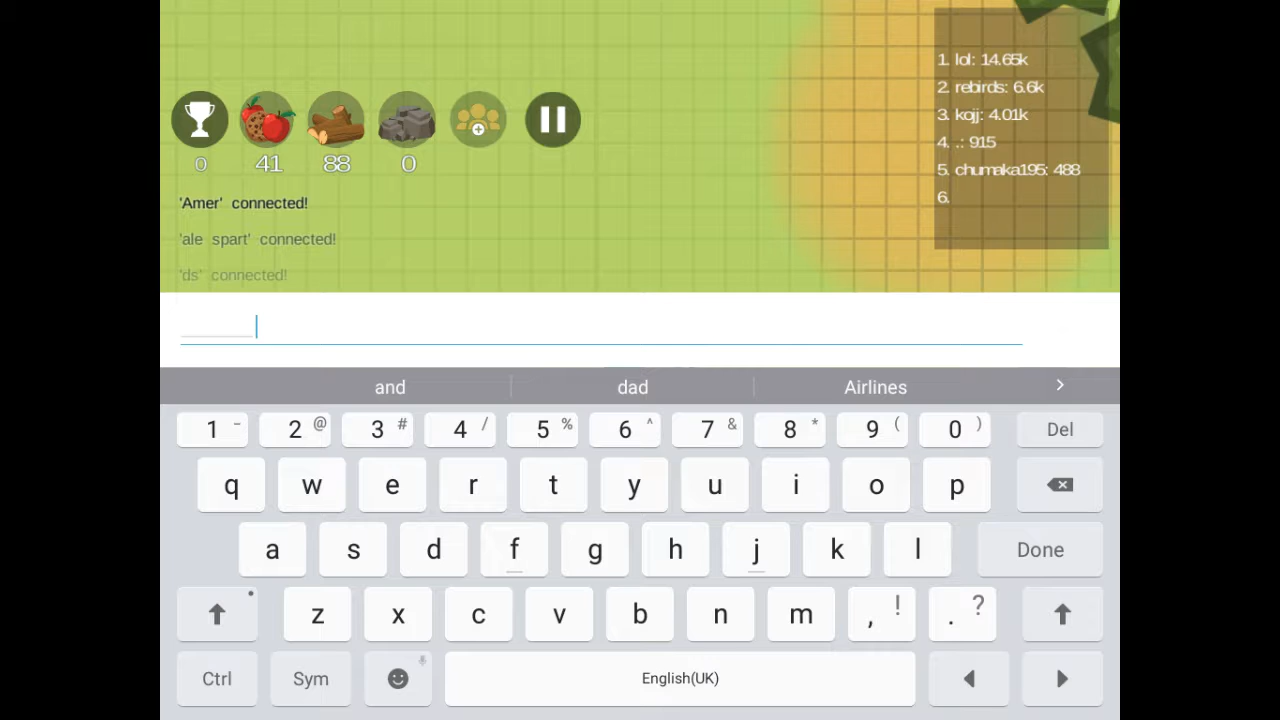 1. lol: 14.65k
2. rebirds: 6.6k
3. kojj: 4.01k
4. .: 915
5. chumaka195: 488
6.
0 41 88 0
'Amer' connected!
'ale spart' connected!
'ds' connected!
and dad Airlines >
1 - 2 @ 3 # 4 / 5 % 6 ^ 7 & 8 * 9 ( 0 ) Del
q w e r t y u i o p
a s d f g h j k l Done
z x c v b n m , ! . ?
Ctrl Sym English(UK)